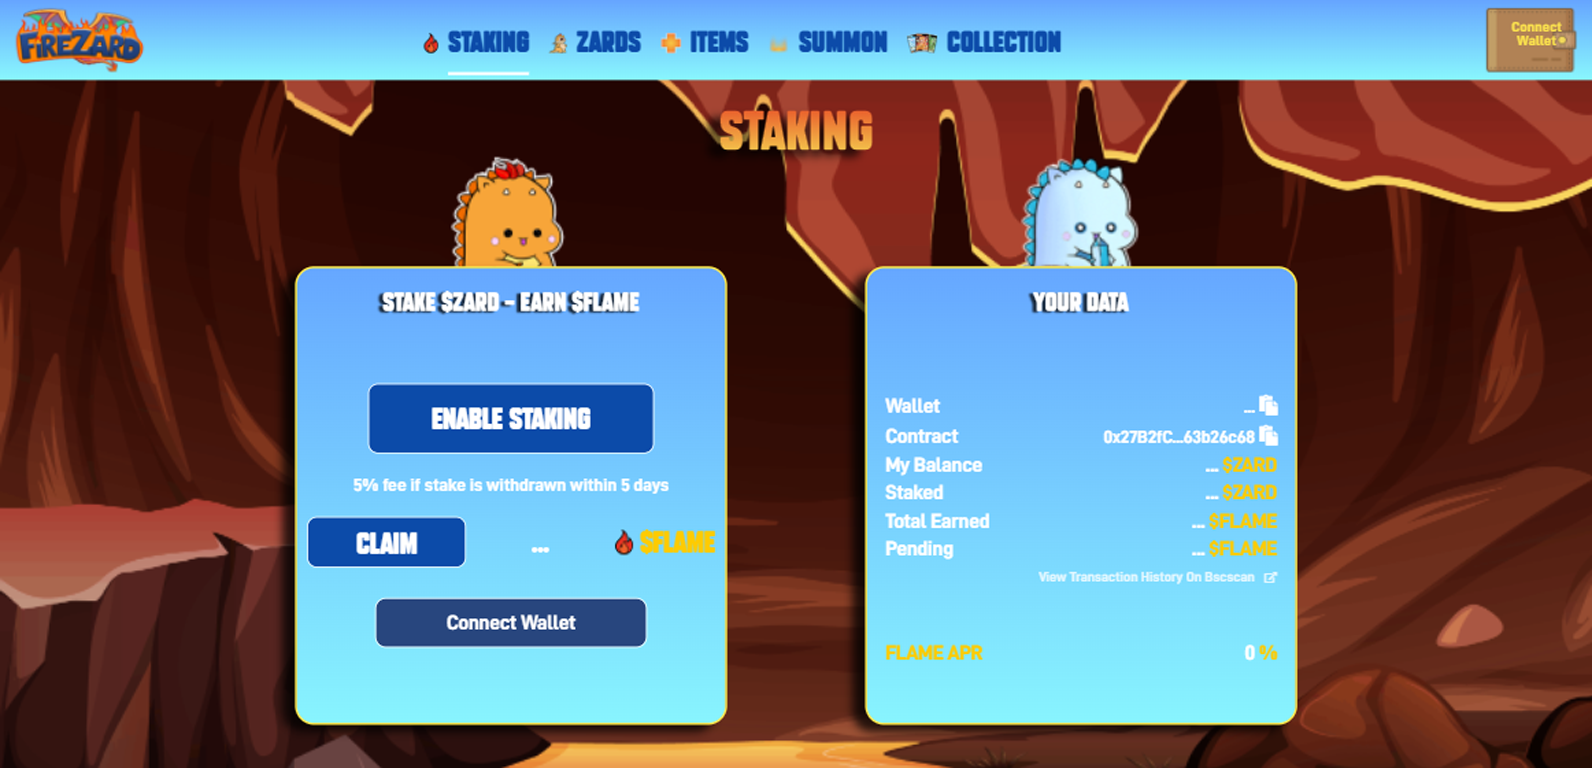 FIREZARD
STAKING
ZARDS
ITEMS
SUMMON
COLLECTION
Connect
Wallet
STAKING
STAKE $ZARD - EARN $FLAME
ENABLE STAKING
5% fee if stake is withdrawn within 5 days
CLAIM ... $FLAME
Connect Wallet
YOUR DATA
Wallet ...
Contract 0x27B2fC...63b26c68
My Balance ... $ZARD
Staked ... $ZARD
Total Earned ... $FLAME
Pending ... $FLAME
View Transaction History On Bscscan
FLAME APR 0 %